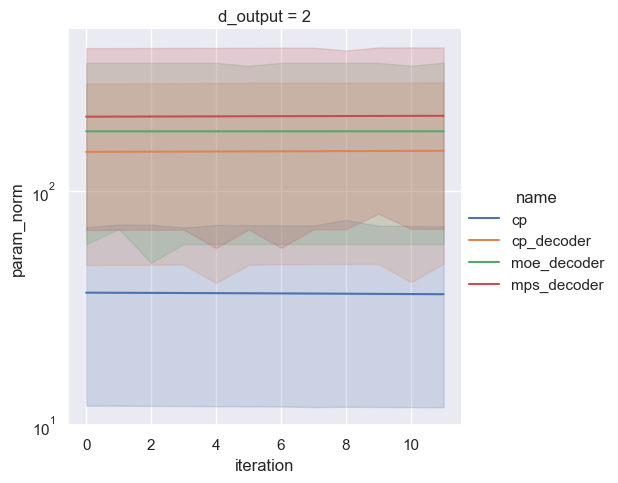 d_output = 2
param_norm
10²
10¹
0 2 4 6 8 10
iteration
name
cp
cp_decoder
moe_decoder
mps_decoder